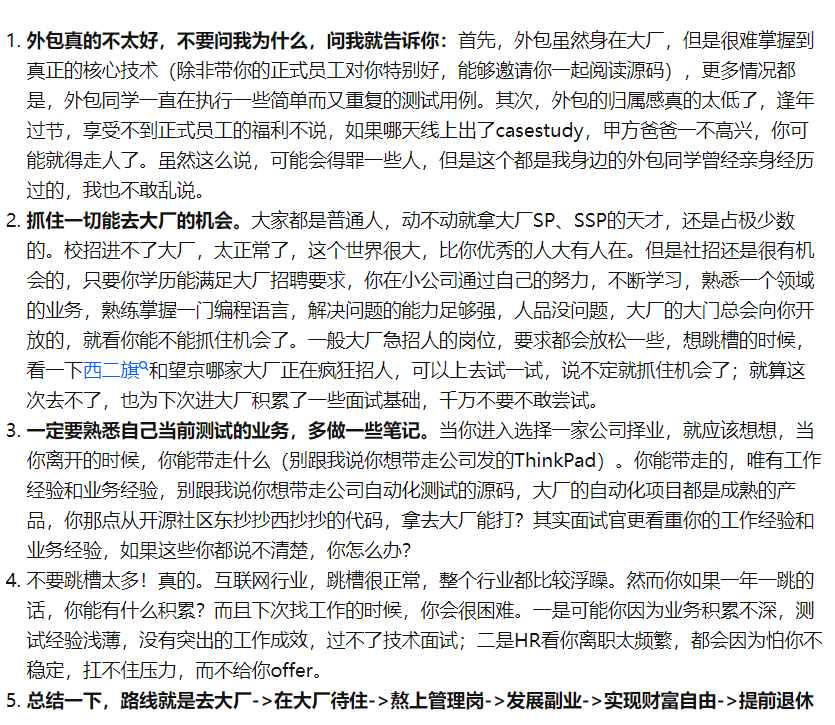 1. 外包真的不太好，不要问我为什么，问我就告诉你：首先，外包虽然身在大厂，但是很难掌握到
真正的核心技术（除非带你的正式员工对你特别好，能够邀请你一起阅读源码），更多情况都
是，外包同学一直在执行一些简单而又重复的测试用例。其次，外包的归属感真的太低了，逢年
过节，享受不到正式员工的福利不说，如果哪天线上出了casestudy，甲方爸爸一不高兴，你可
能就得走人了。虽然这么说，可能会得罪一些人，但是这个都是我身边的外包同学曾经亲身经历
过的，我也不敢乱说。
2. 抓住一切能去大厂的机会。大家都是普通人，动不动就拿大厂SP、SSP的天才，还是占极少数
的。校招进不了大厂，太正常了，这个世界很大，比你优秀的人大有人在。但是社招还是很有机
会的，只要你学历能满足大厂招聘要求，你在小公司通过自己的努力，不断学习，熟悉一个领域
的业务，熟练掌握一门编程语言，解决问题的能力足够强，人品没问题，大厂的大门总会向你开
放的，就看你能不能抓住机会了。一般大厂急招人的岗位，要求都会放松一些，想跳槽的时候，
看一下西二旗和望京哪家大厂正在疯狂招人，可以上去试一试，说不定就抓住机会了；就算这
次去不了，也为下次进大厂积累了一些面试基础，千万不要不敢尝试。
3. 一定要熟悉自己当前测试的业务，多做一些笔记。当你进入选择一家公司择业，就应该想想，当
你离开的时候，你能带走什么（别跟我说你想带走公司发的ThinkPad）。你能带走的，唯有工作
经验和业务经验，别跟我说你想带走公司自动化测试的源码，大厂的自动化项目都是成熟的产
品，你那点从开源社区东抄抄西抄抄的代码，拿去大厂能打？其实面试官更看重你的工作经验和
业务经验，如果这些你都说不清楚，你怎么办？
4. 不要跳槽太多！真的。互联网行业，跳槽很正常，整个行业都比较浮躁。然而你如果一年一跳的
话，你能有什么积累？而且下次找工作的时候，你会很困难。一是可能你因为业务积累不深，测
试经验浅薄，没有突出的工作成效，过不了技术面试；二是HR看你离职太频繁，都会因为怕你不
稳定，扛不住压力，而不给你offer。
5. 总结一下，路线就是去大厂->在大厂待住->熬上管理岗->发展副业->实现财富自由->提前退休